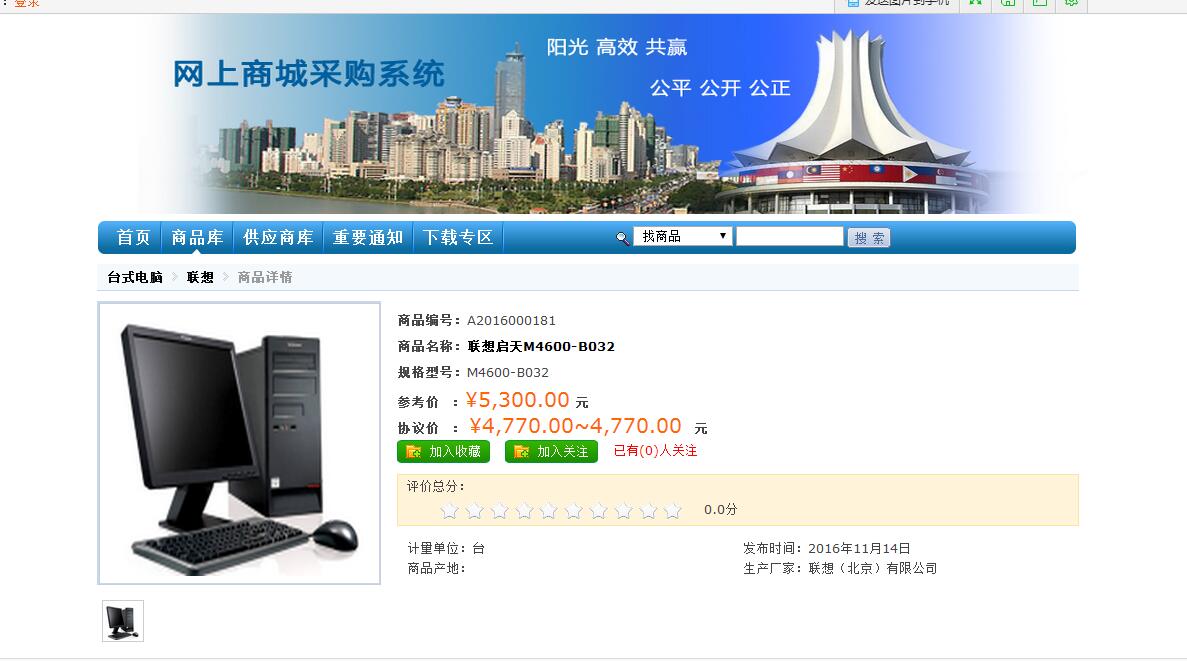 ：登录
发送图片到手机
阳光 高效 共赢
网上商城采购系统
公平 公开 公正
首页 商品库 供应商库 重要通知 下载专区 找商品 搜 索
台式电脑 联想 商品详情
商品编号：A2016000181
商品名称：联想启天M4600-B032
规格型号：M4600-B032
参考价 ：¥5,300.00 元
协议价 ：¥4,770.00~4,770.00 元
加入收藏 加入关注 已有(0)人关注
评价总分：
0.0分
计量单位：台 发布时间：2016年11月14日
商品产地： 生产厂家：联想（北京）有限公司